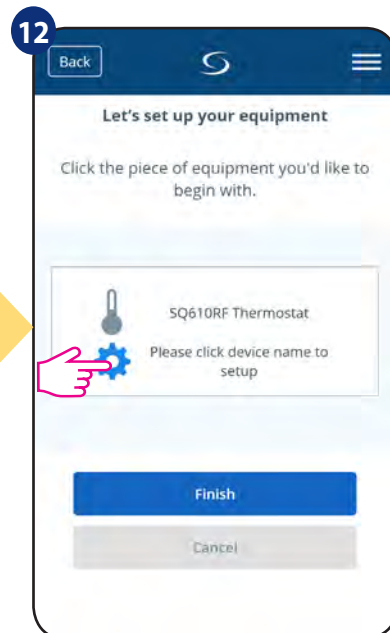 12
Back
Let's set up your equipment
Click the piece of equipment you'd like to
begin with.
SQ610RF Thermostat
Please click device name to
setup
Finish
Cancel